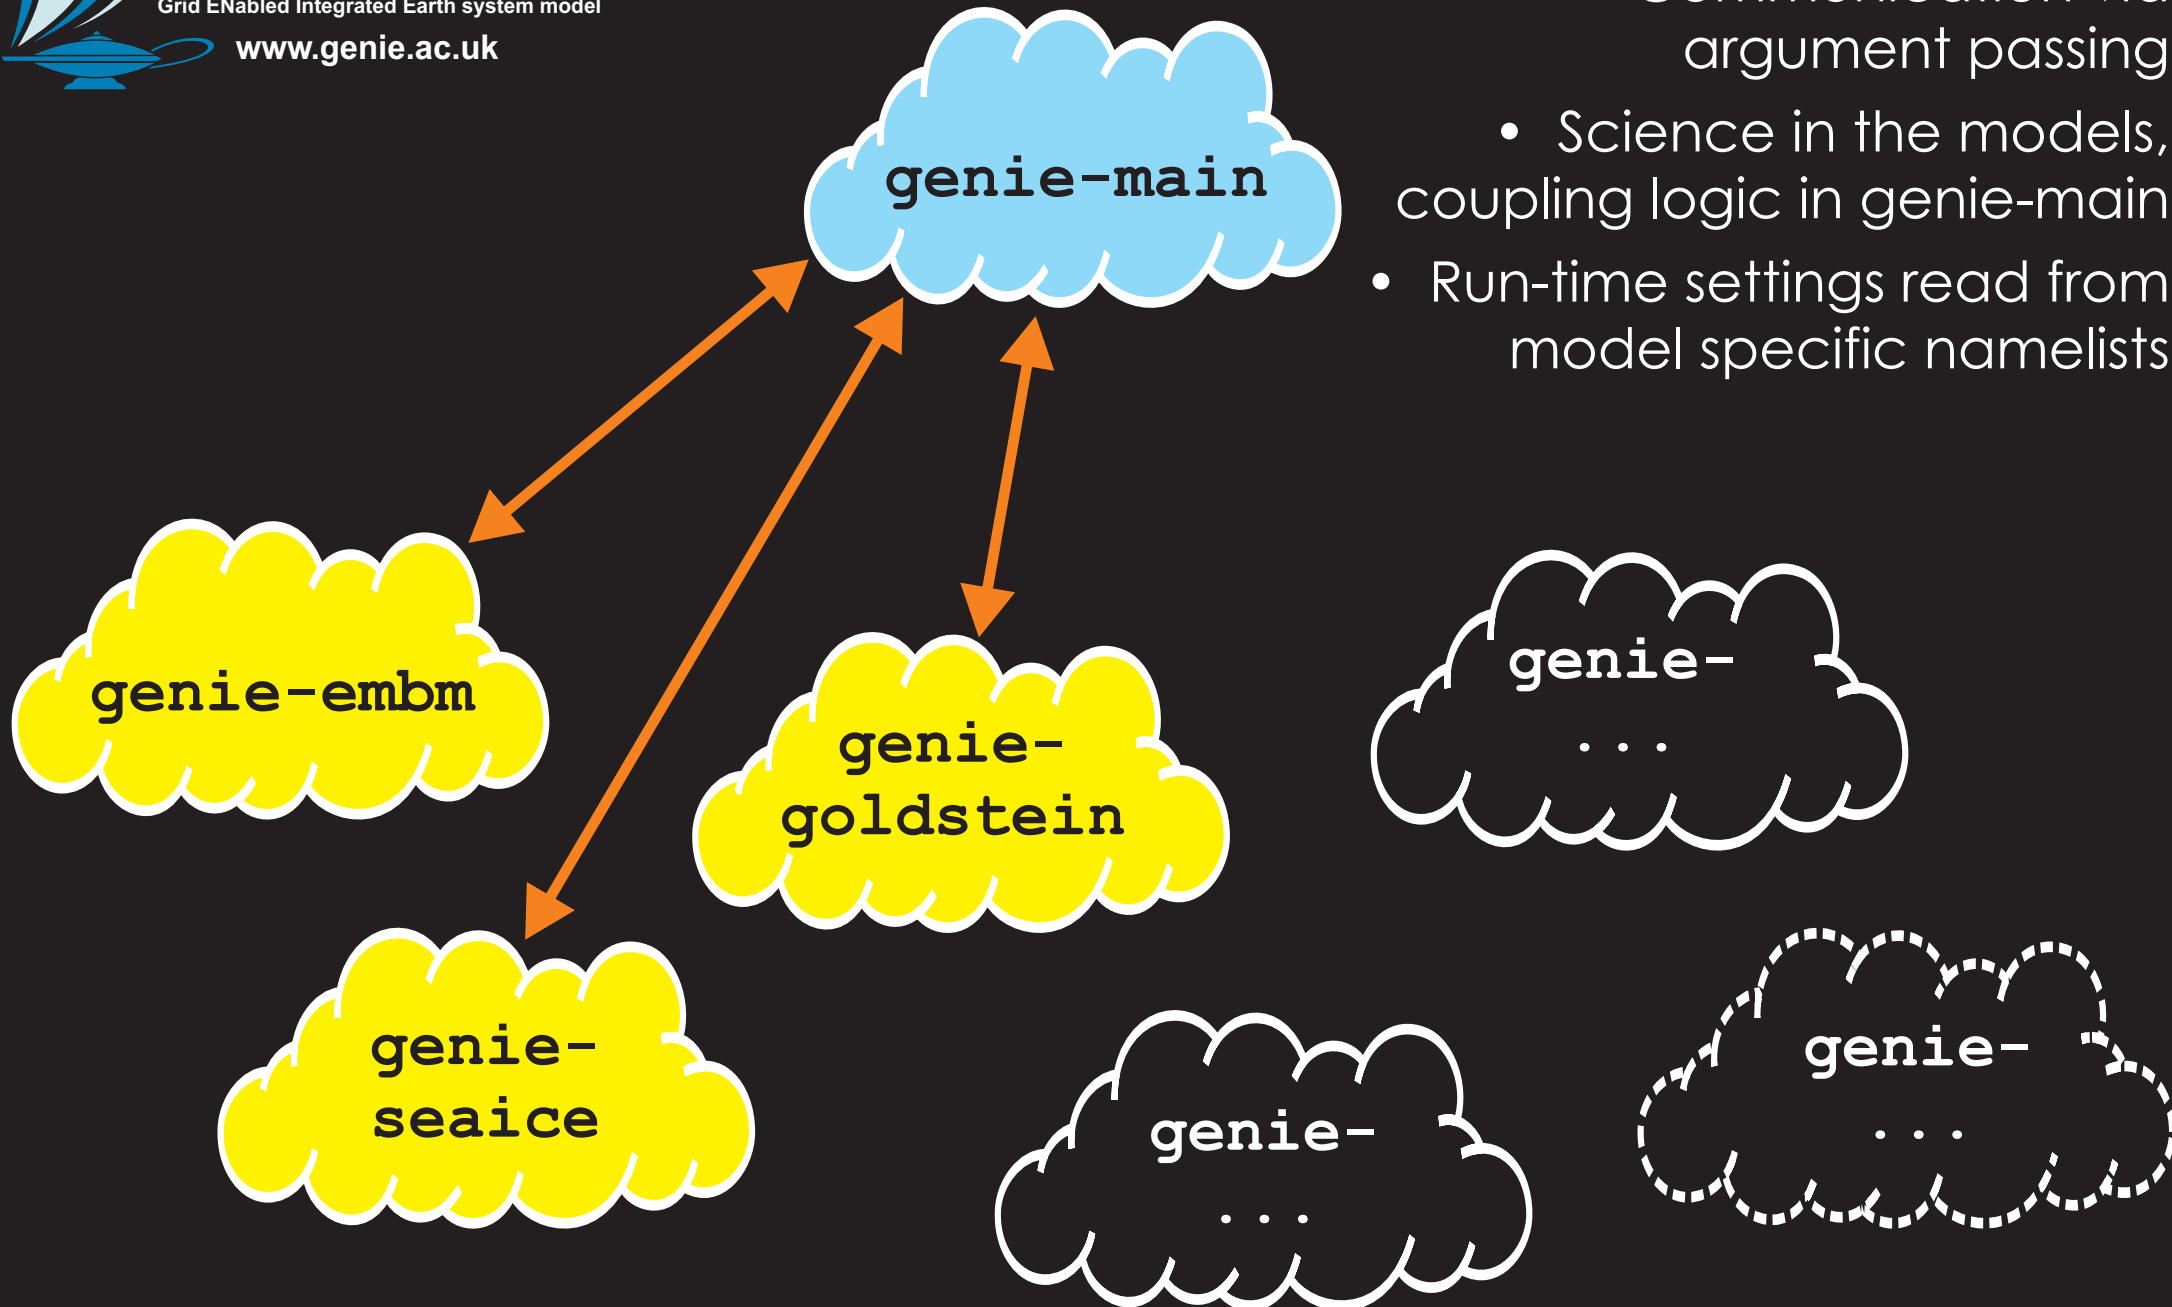 Grid ENabled Integrated Earth system model
www.genie.ac.uk
Communication via
argument passing
• Science in the models,
coupling logic in genie-main
• Run-time settings read from
model specific namelists
genie-main
genie-embm
genie-
goldstein
genie-
seaice
genie-
...
genie-
...
genie-
...